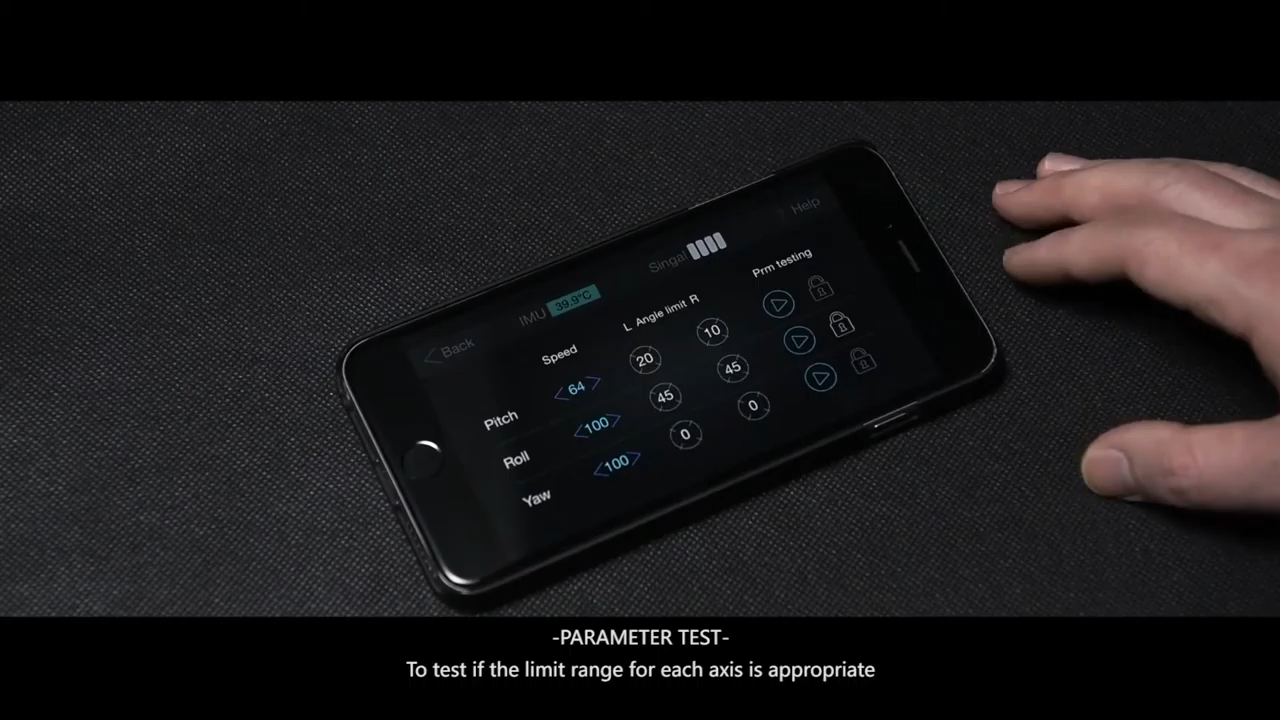 Back IMU 39.9°C Singal Help
Speed L Angle limit R Prm testing
Pitch 64 20 10
Roll 100 45 45
Yaw 100 0 0
-PARAMETER TEST-
To test if the limit range for each axis is appropriate